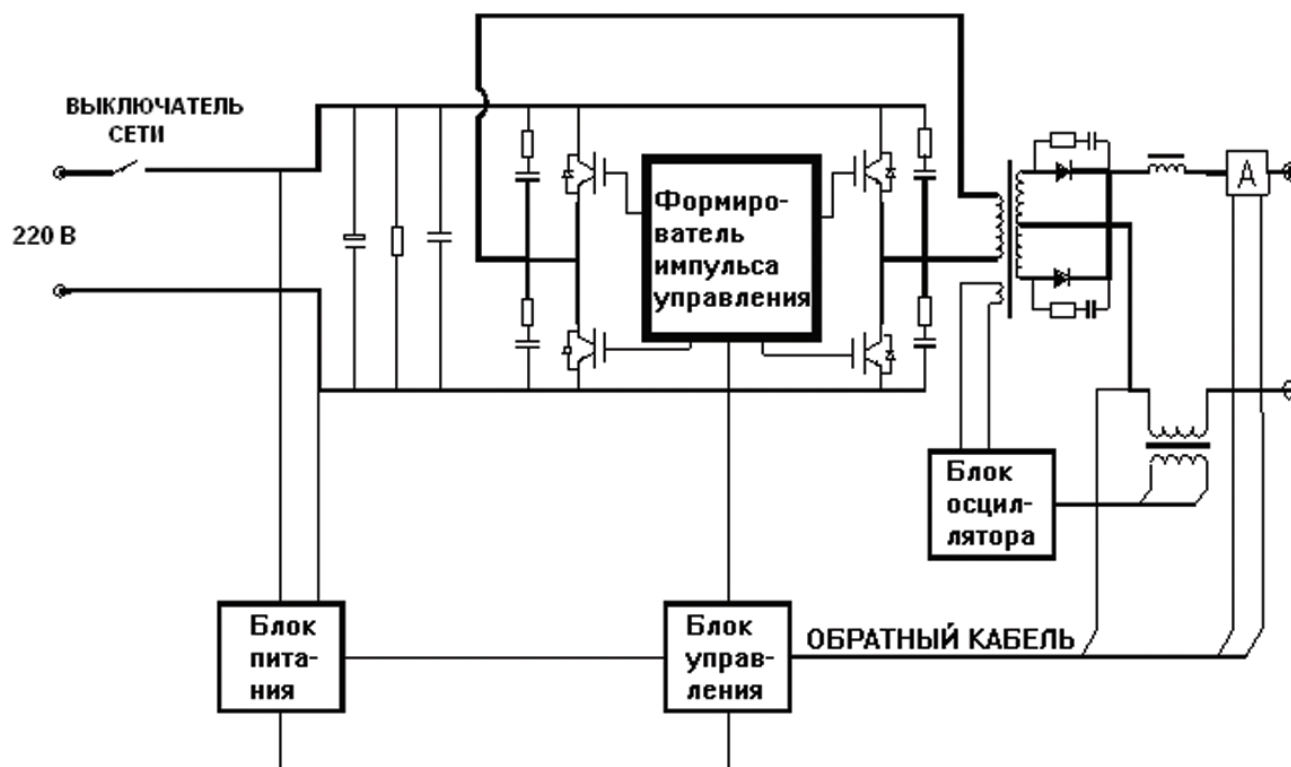 ВЫКЛЮЧАТЕЛЬ
СЕТИ
220 В
Формиро-
ватель
импульса
управления
А
Блок
осцил-
лятора
Блок
пита-
ния
Блок
управ-
ления
ОБРАТНЫЙ КАБЕЛЬ